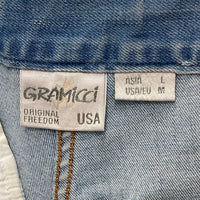 GRAMICCI
ORIGINAL
FREEDOM USA
ASIA L
USA/EU M